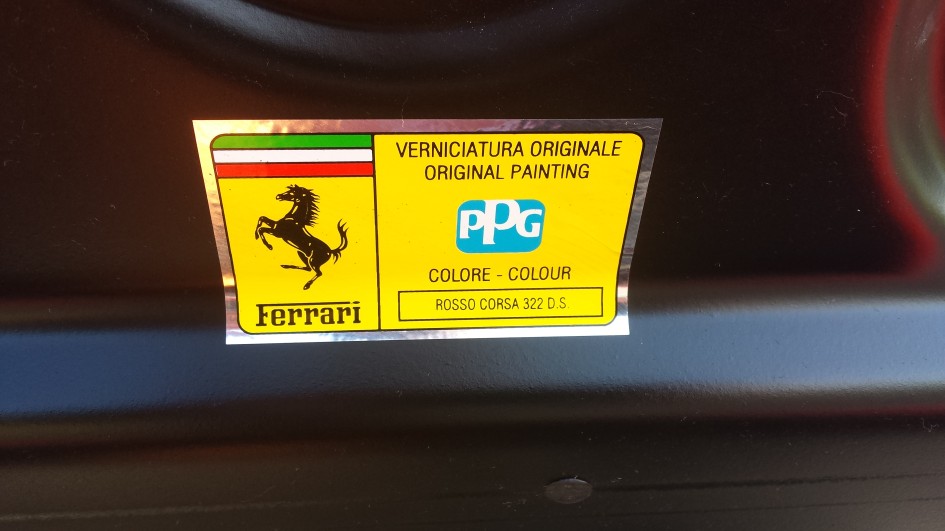 VERNICIATURA ORIGINALE
ORIGINAL PAINTING
PPG
COLORE - COLOUR
ROSSO CORSA 322 D.S.
Ferrari